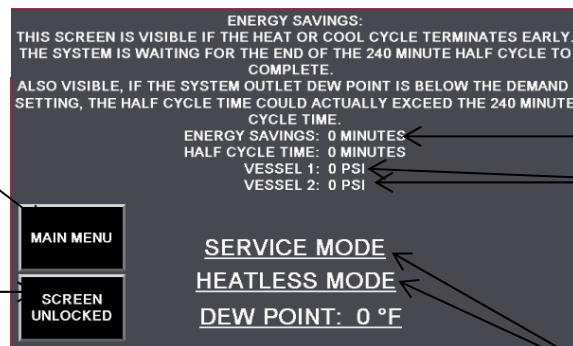 ENERGY SAVINGS:
THIS SCREEN IS VISIBLE IF THE HEAT OR COOL CYCLE TERMINATES EARLY.
THE SYSTEM IS WAITING FOR THE END OF THE 240 MINUTE HALF CYCLE TO
COMPLETE.
ALSO VISIBLE, IF THE SYSTEM OUTLET DEW POINT IS BELOW THE DEMAND
SETTING, THE HALF CYCLE TIME COULD ACTUALLY EXCEED THE 240 MINUTE
CYCLE TIME.
ENERGY SAVINGS: 0 MINUTES
HALF CYCLE TIME: 0 MINUTES
VESSEL 1: 0 PSI
VESSEL 2: 0 PSI
MAIN MENU
SERVICE MODE
HEATLESS MODE
SCREEN
UNLOCKED
DEW POINT: 0 °F